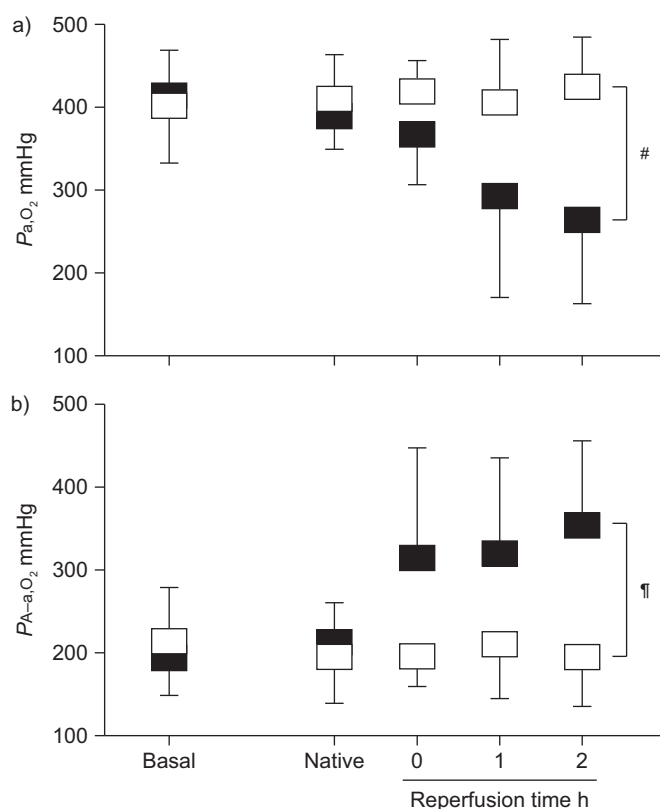 a)
500
400
300
200
100
Pa,O₂ mmHg
#
b)
500
400
300
200
100
PA–a,O₂ mmHg
¶
Basal Native 0 1 2
Reperfusion time h